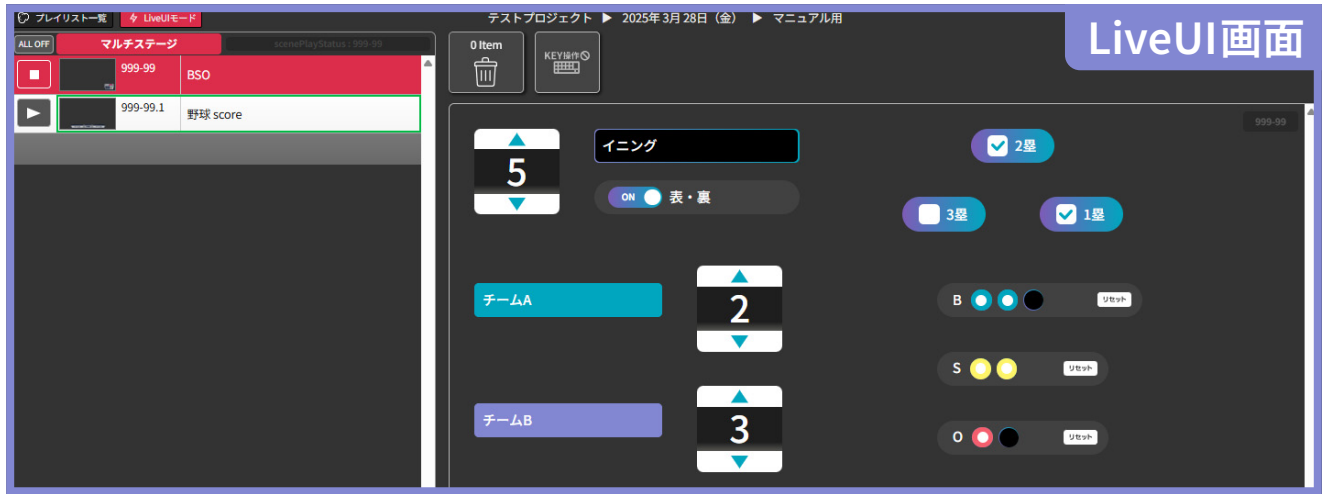 プレイリスト一覧 LiveUIモード
テストプロジェクト ▶ 2025年3月28日（金） ▶ マニュアル用
LiveUI画面
ALL OFF マルチステージ scenePlayStatus : 999-99
0 Item
KEY操作
999-99 BSO
999-99.1 野球 score
999-99
5 イニング
ON 表・裏
2塁
3塁 1塁
チームA 2
B リセット
S リセット
チームB 3
O リセット